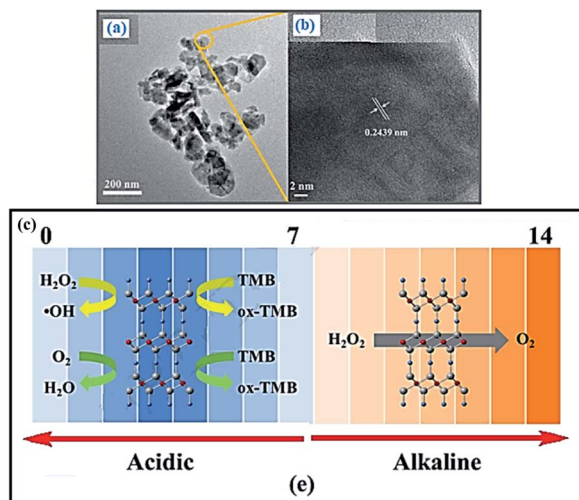 (a)
(b)
0.2439 nm
200 nm
2 nm
(c)
0 7 14
H₂O₂ TMB
•OH ox-TMB
H₂O₂ O₂
O₂ TMB
H₂O ox-TMB
Acidic Alkaline
(e)